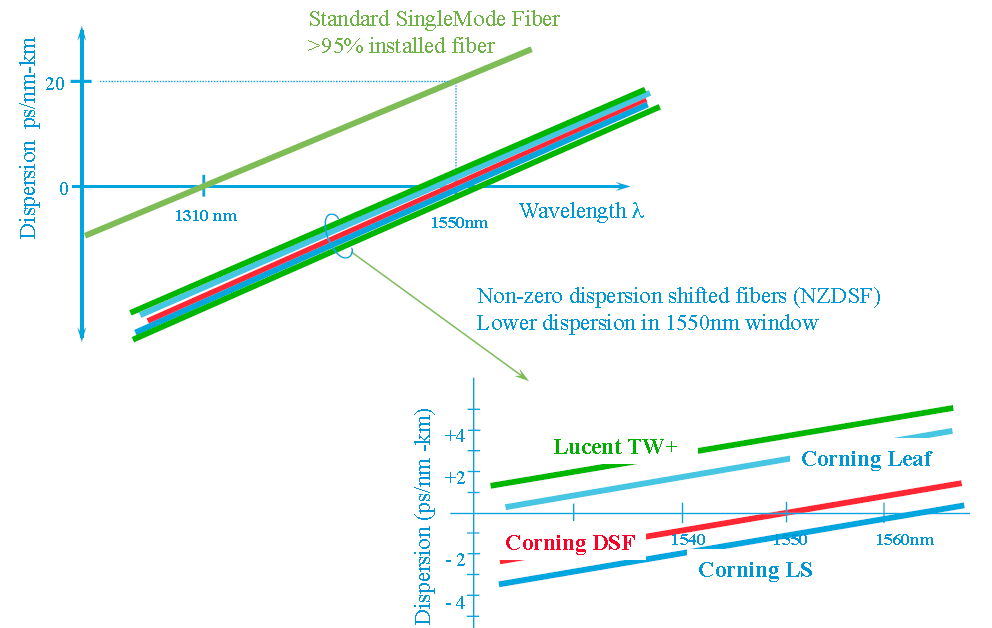 Standard SingleMode Fiber
>95% installed fiber
Dispersion ps/nm-km
20
0
1310 nm
1550nm
Wavelength λ
Non-zero dispersion shifted fibers (NZDSF)
Lower dispersion in 1550nm window
Dispersion (ps/nm -km)
+4
+2
- 2
- 4
Lucent TW+
Corning Leaf
Corning DSF
Corning LS
1540
1350
1560nm